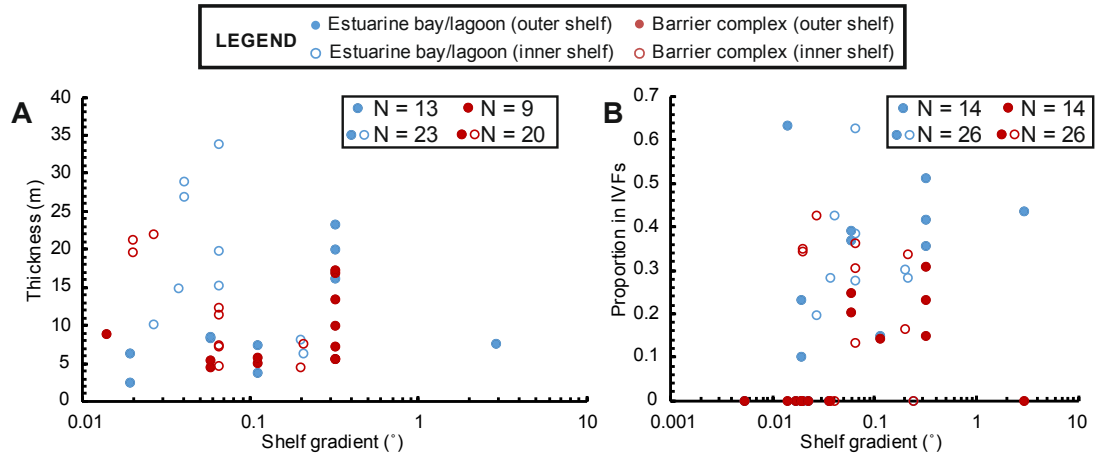 LEGEND
Estuarine bay/lagoon (outer shelf) Barrier complex (outer shelf)
Estuarine bay/lagoon (inner shelf) Barrier complex (inner shelf)
A
N = 13 N = 9
N = 23 N = 20
40
35
30
25
20
15
10
5
0
Thickness (m)
0.01 0.1 1 10
Shelf gradient (˚)
B
N = 14 N = 14
N = 26 N = 26
0.7
0.6
0.5
0.4
0.3
0.2
0.1
0
Proportion in IVFs
0.001 0.01 0.1 1 10
Shelf gradient (˚)